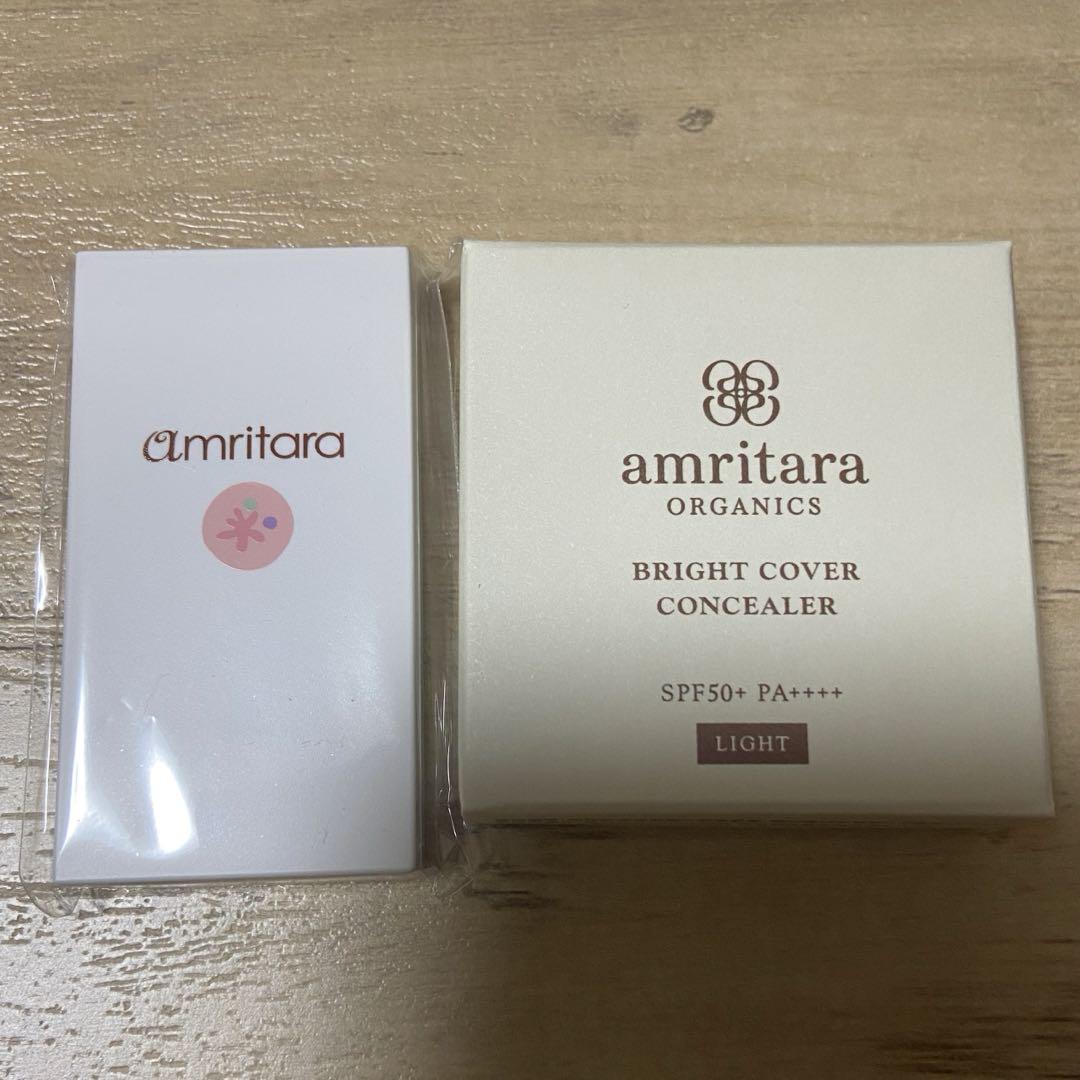 amritara
amritara
ORGANICS
BRIGHT COVER
CONCEALER
SPF50+ PA++++
LIGHT